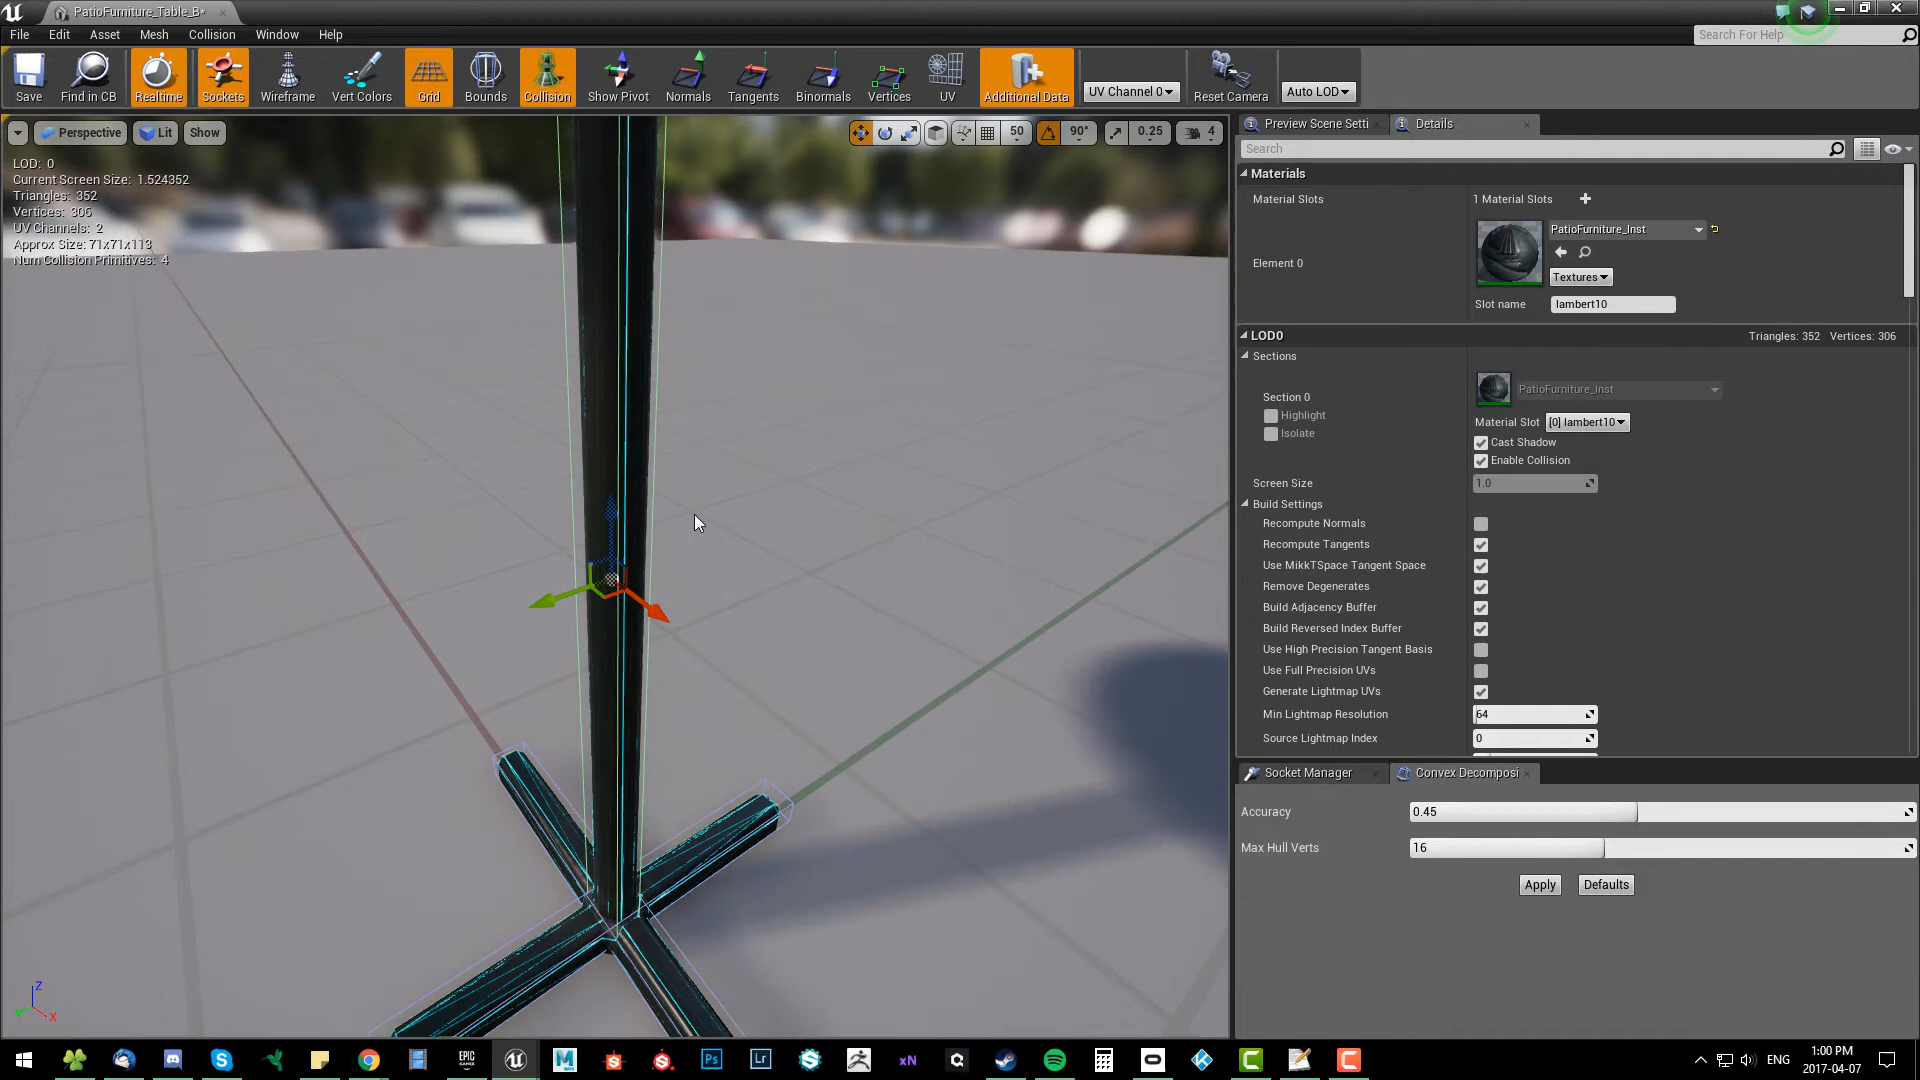 PatioFurniture_Table_B*
File Edit Asset Mesh Collision Window Help
Search For Help
Save Find in CB Realtime Sockets Wireframe Vert Colors Grid Bounds Collision Show Pivot Normals Tangents Binormals Vertices UV Additional Data UV Channel 0 Reset Camera Auto LOD
Perspective Lit Show
50 90° 0.25 4
LOD: 0
Current Screen Size: 1.524352
Triangles: 352
Vertices: 306
UV Channels: 2
Approx Size: 71x71x113
Num Collision Primitives: 4
Z
Y
X
Preview Scene Setti Details
Search
Materials
Material Slots 1 Material Slots
Element 0
PatioFurniture_Inst
Textures
Slot name lambert10
LOD0 Triangles: 352 Vertices: 306
Sections
Section 0
Highlight
Isolate
PatioFurniture_Inst
Material Slot [0] lambert10
Cast Shadow
Enable Collision
Screen Size 1.0
Build Settings
Recompute Normals
Recompute Tangents
Use MikkTSpace Tangent Space
Remove Degenerates
Build Adjacency Buffer
Build Reversed Index Buffer
Use High Precision Tangent Basis
Use Full Precision UVs
Generate Lightmap UVs
Min Lightmap Resolution 64
Source Lightmap Index 0
Socket Manager Convex Decomposi
Accuracy 0.45
Max Hull Verts 16
Apply Defaults
EPIC GAMES
M
Ps
Lr
xN
ENG
1:00 PM
2017-04-07